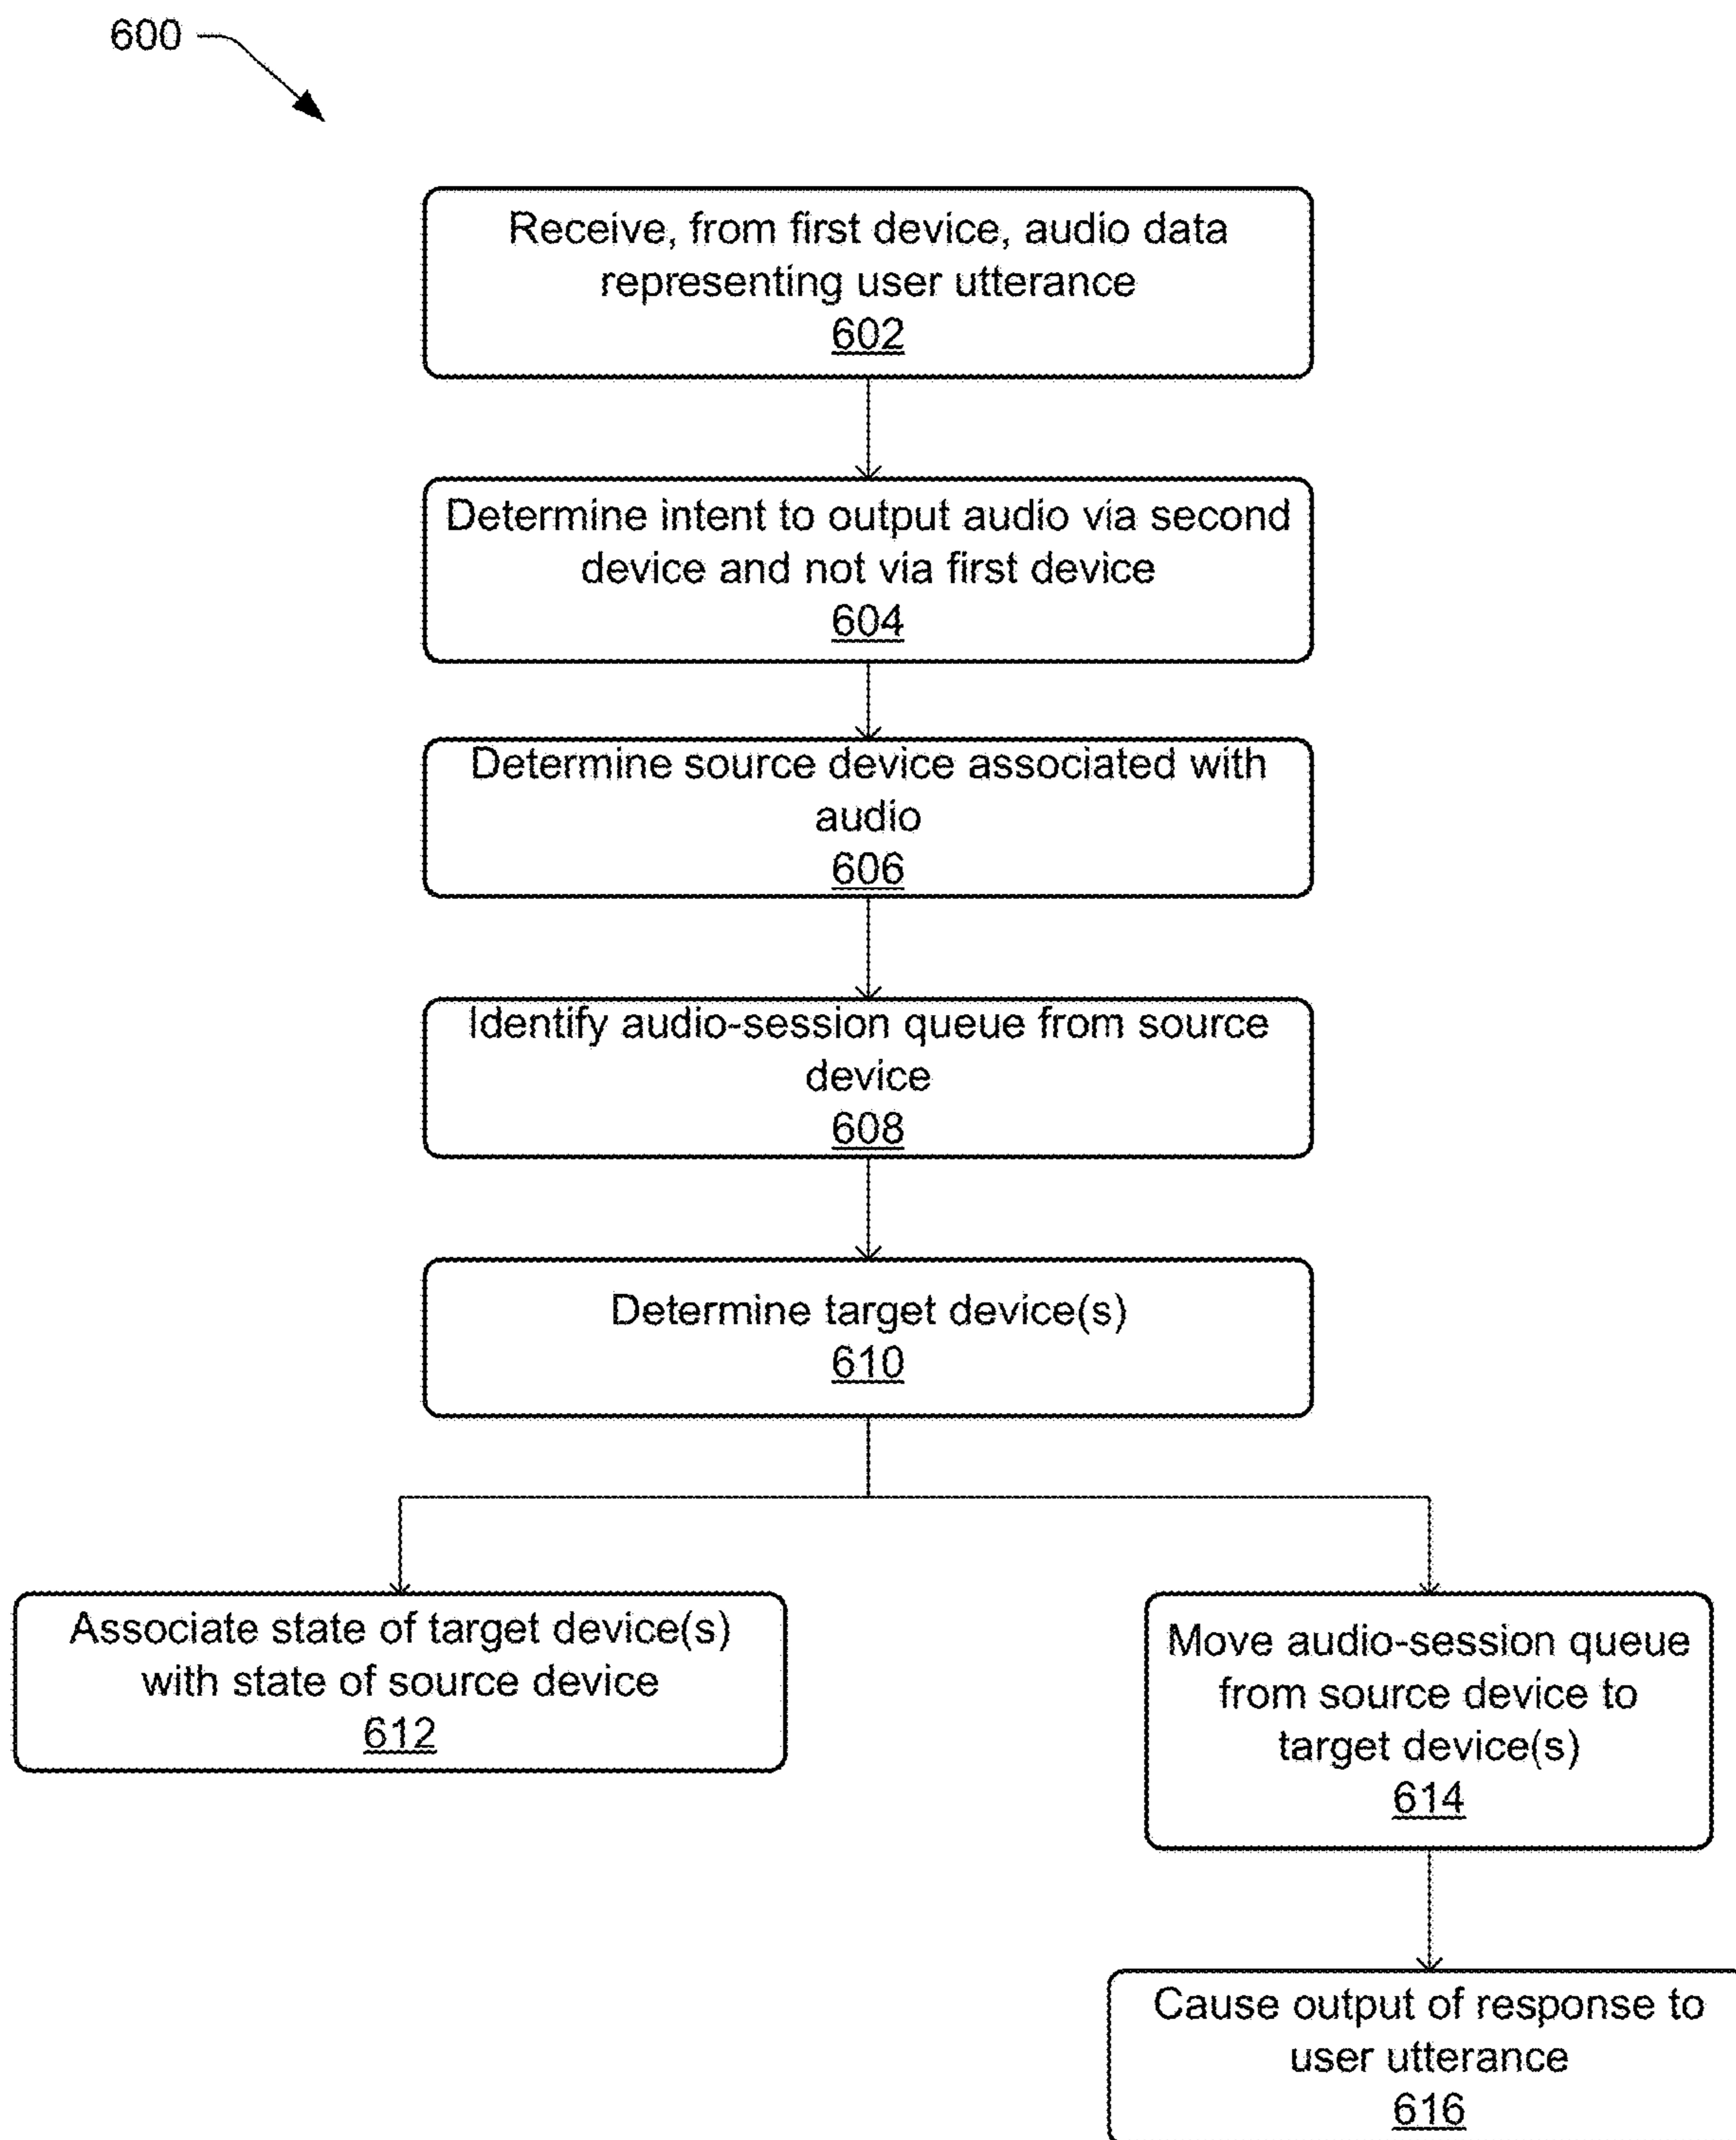 600
Receive, from first device, audio data
representing user utterance
602
Determine intent to output audio via second
device and not via first device
604
Determine source device associated with
audio
606
Identify audio-session queue from source
device
608
Determine target device(s)
610
Associate state of target device(s)
with state of source device
612
Move audio-session queue
from source device to
target device(s)
614
Cause output of response to
user utterance
616